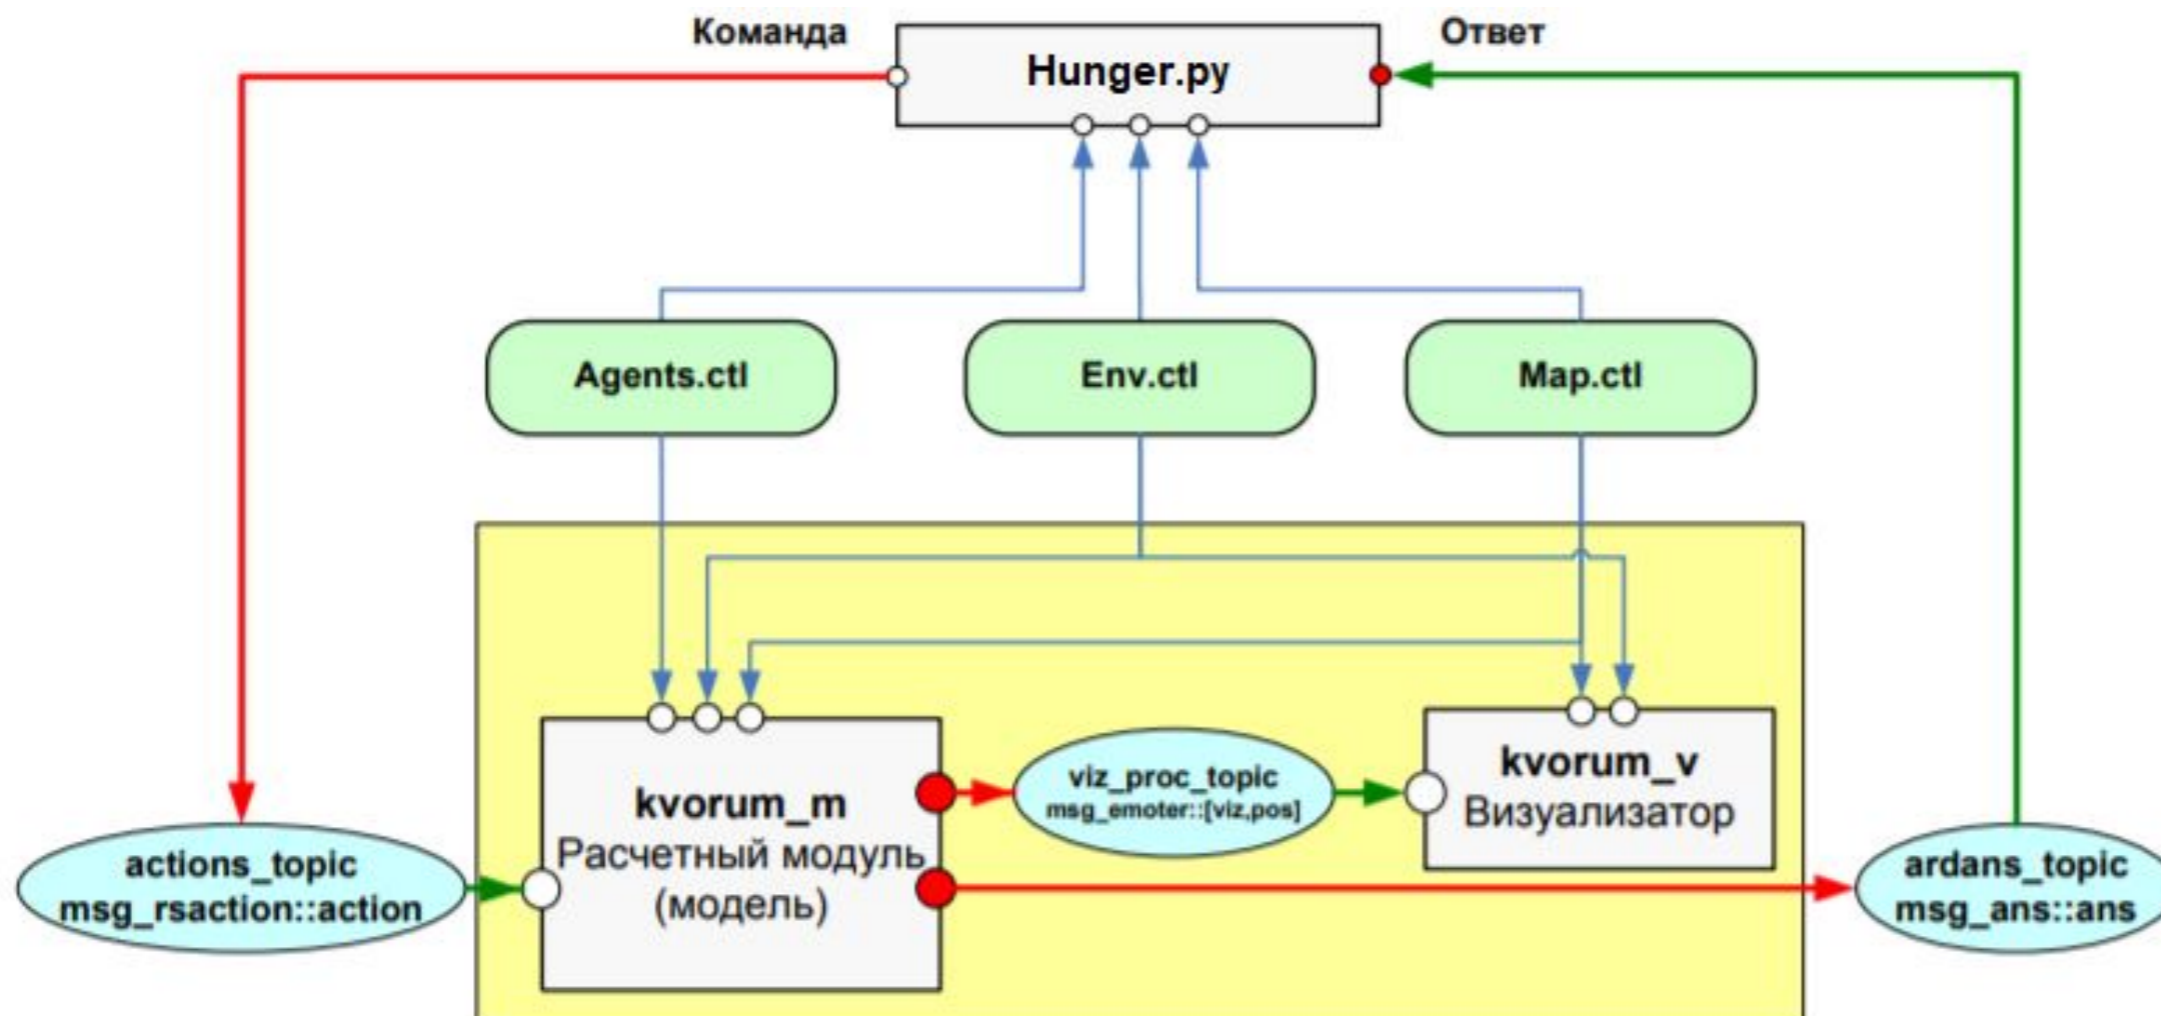 Команда
Hunger.py
Ответ
Agents.ctl
Env.ctl
Map.ctl
kvorum_m
Расчетный модуль
(модель)
viz_proc_topic
msg_emoter::[viz,pos]
kvorum_v
Визуализатор
actions_topic
msg_rsaction::action
ardans_topic
msg_ans::ans